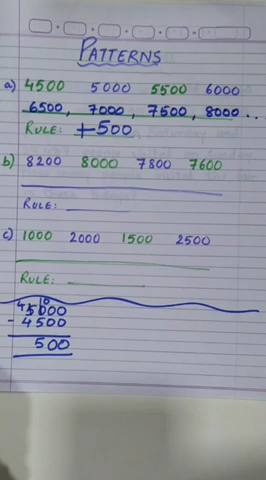 PATTERNS
a) 4500 5000 5500 6000
6500, 7000, 7500, 8000...
RULE: +500
b) 8200 8000 7800 7600
RULE:
c) 1000 2000 1500 2500
RULE:
5000
- 4500
500